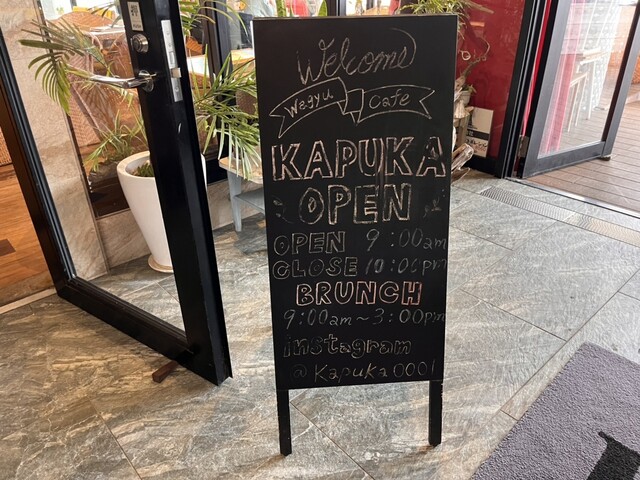 Welcome
Wagyu Cafe
KAPUKA
OPEN
OPEN 9:00am
CLOSE 10:00pm
BRUNCH
9:00am~3:00pm
instagram
@Kapuka0001